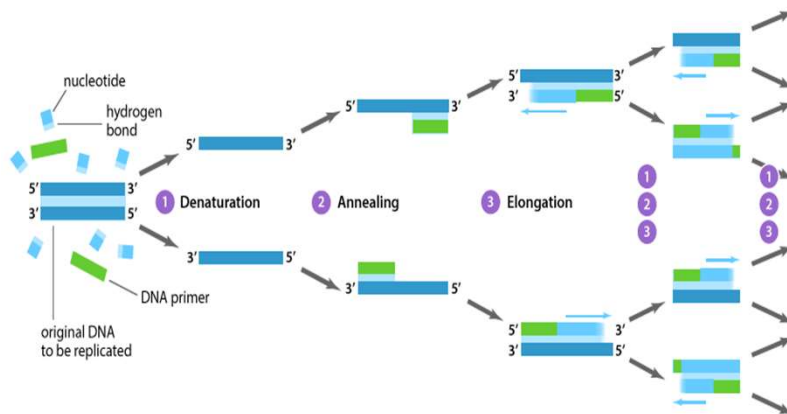 nucleotide
hydrogen
bond
5' 3'
3' 5'
DNA primer
original DNA
to be replicated
1 Denaturation
5' 3'
3' 5'
2 Annealing
5' 3'
3' 5'
3 Elongation
5' 3'
3' 5'
5' 3'
3' 5'
1
2
3
1
2
3